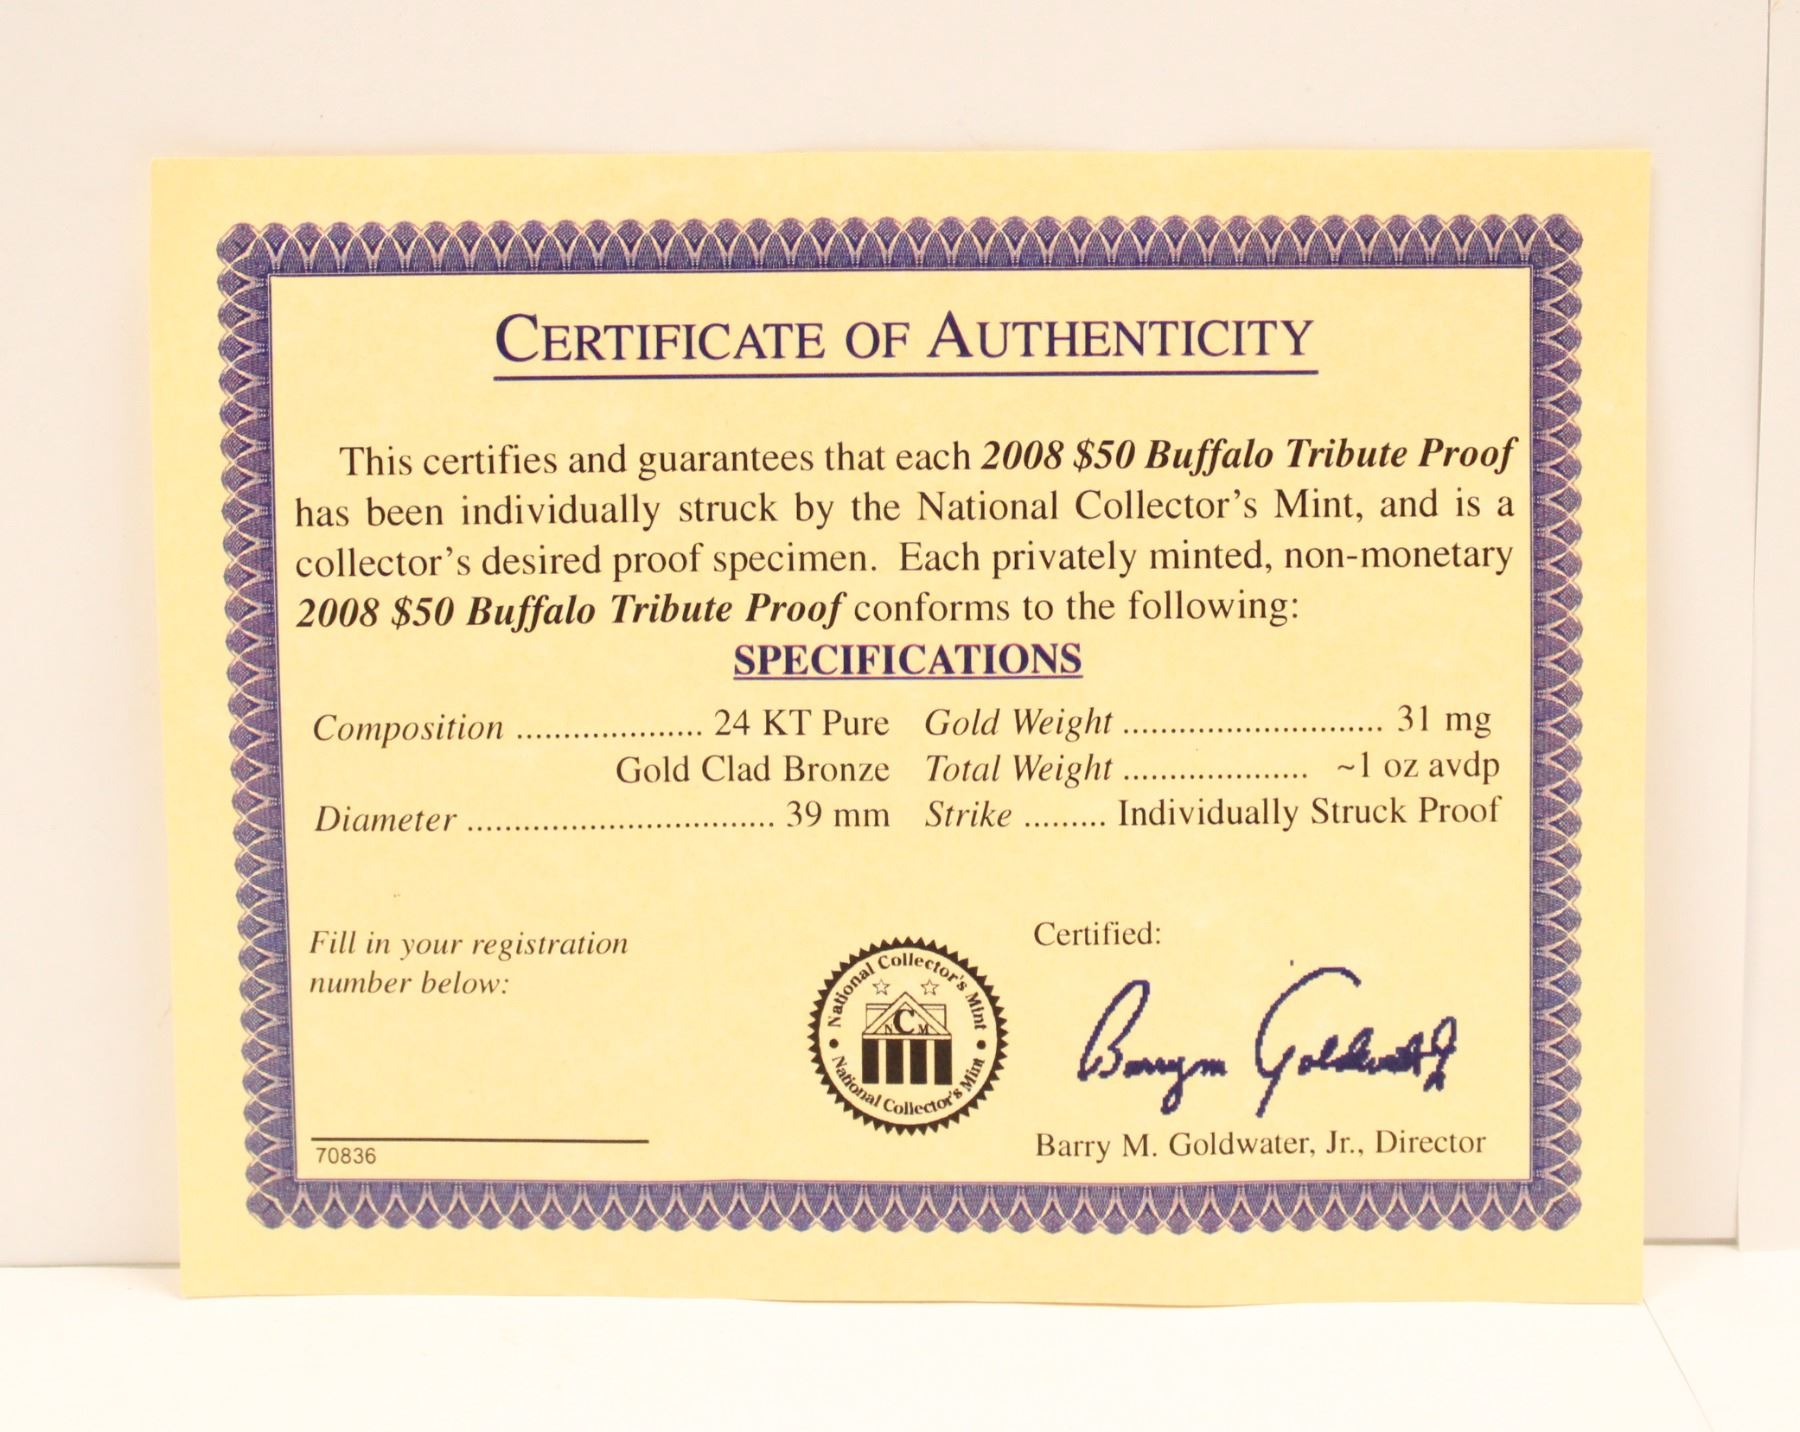 CERTIFICATE OF AUTHENTICITY
This certifies and guarantees that each 2008 $50 Buffalo Tribute Proof
has been individually struck by the National Collector's Mint, and is a
collector's desired proof specimen. Each privately minted, non-monetary
2008 $50 Buffalo Tribute Proof conforms to the following:
SPECIFICATIONS
Composition .................... 24 KT Pure
Gold Clad Bronze
Diameter ................................. 39 mm
Gold Weight ............................ 31 mg
Total Weight .................... ~1 oz avdp
Strike ......... Individually Struck Proof
Fill in your registration
number below:
70836
National Collector's Mint
NCM
National Collector's Mint
Certified:
Barry M Goldwater Jr
Barry M. Goldwater, Jr., Director